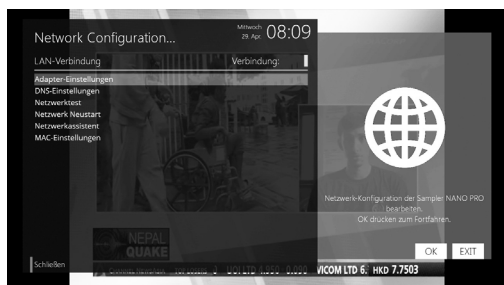 Network Configuration...
Mittwoch
29. Apr. 08:09
LAN-Verbindung Verbindung:
Adapter-Einstellungen
DNS-Einstellungen
Netzwerktest
Netzwerk Neustart
Netzwerkassistent
MAC-Einstellungen
Netzwerk-Konfiguration der Sampler NANO PRO
bearbeiten.
OK drücken zum Fortfahren.
NEPAL
QUAKE
OK EXIT
Schließen
UOI LTD VICOM LTD 6. HKD 7.7503